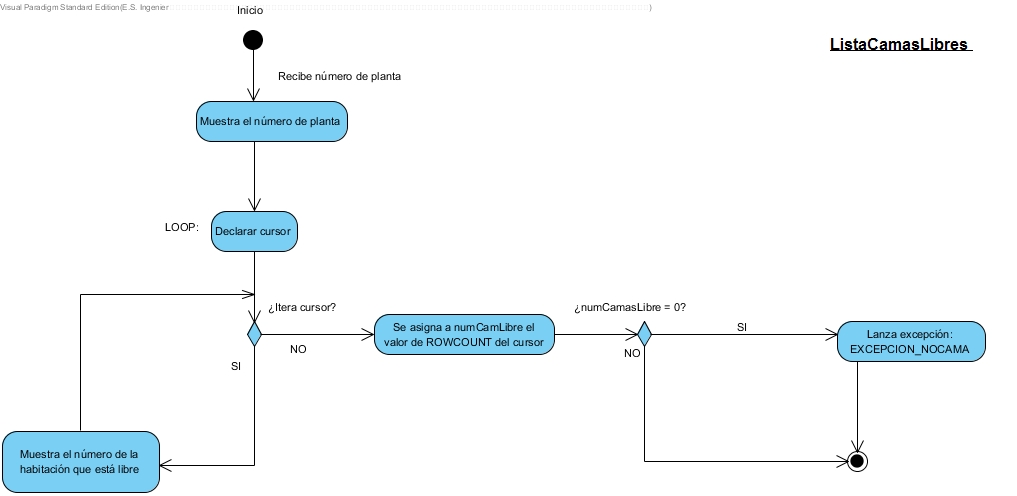 Visual Paradigm Standard Edition(E.S. Ingenier
Inicio
ListaCamasLibres
Recibe número de planta
Muestra el número de planta
LOOP:
Declarar cursor
¿Itera cursor?
¿numCamasLibre = 0?
Se asigna a numCamLibre el
valor de ROWCOUNT del cursor
SI
Lanza excepción:
EXCEPCION_NOCAMA
NO
NO
SI
Muestra el número de la
habitación que está libre